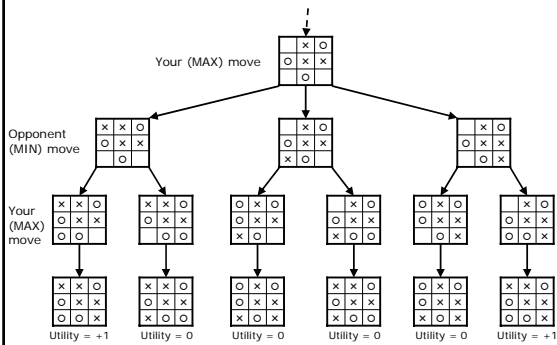 × O
Your (MAX) move O × ×
O
× × O × O × O
Opponent O × × O × × O × ×
(MIN) move O × O O ×
× × O × × O O × O × O O × O × O
Your O × × O × × O × × O × × O × × O × ×
(MAX) O O O O × O × O O O × O O ×
move
× × O × × O O × O × × O O × O × × O
O × × O × × O × × O × × O × × O × ×
O O × × O O × O × × O O × O × O O ×
Utility = +1 Utility = 0 Utility = 0 Utility = 0 Utility = 0 Utility = +1